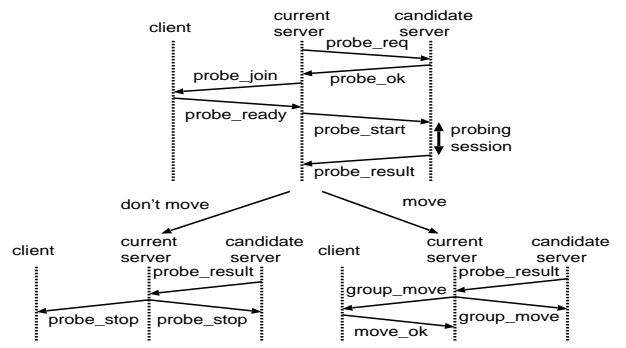 client
current
server
candidate
server
probe_req
probe_ok
probe_join
probe_ready
probe_start
probing
session
probe_result
don't move
move
client
current
server
candidate
server
probe_result
probe_stop
probe_stop
client
current
server
candidate
server
probe_result
group_move
group_move
move_ok